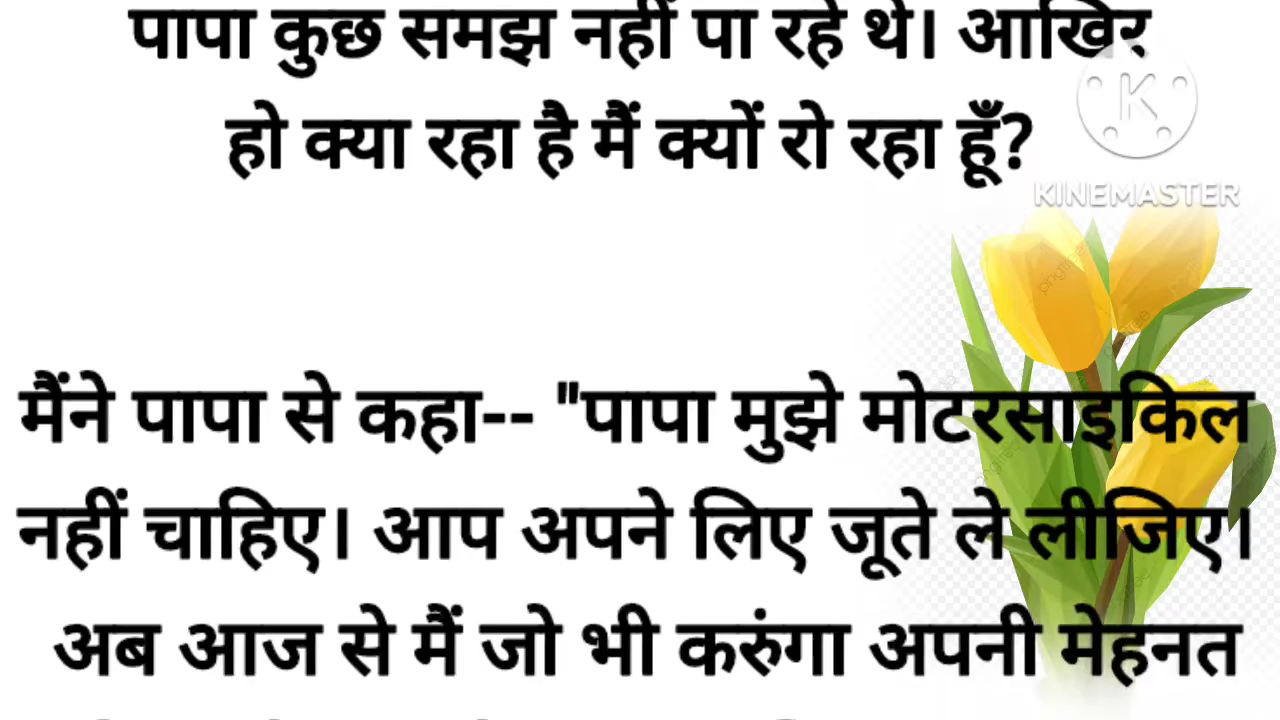 पापा कुछ समझ नहीं पा रहे थे। आखिर
हो क्या रहा है मैं क्यों रो रहा हूँ?
KINEMASTER
मैंने पापा से कहा-- "पापा मुझे मोटरसाइकिल
नहीं चाहिए। आप अपने लिए जूते ले लीजिए।
अब आज से मैं जो भी करुंगा अपनी मेहनत